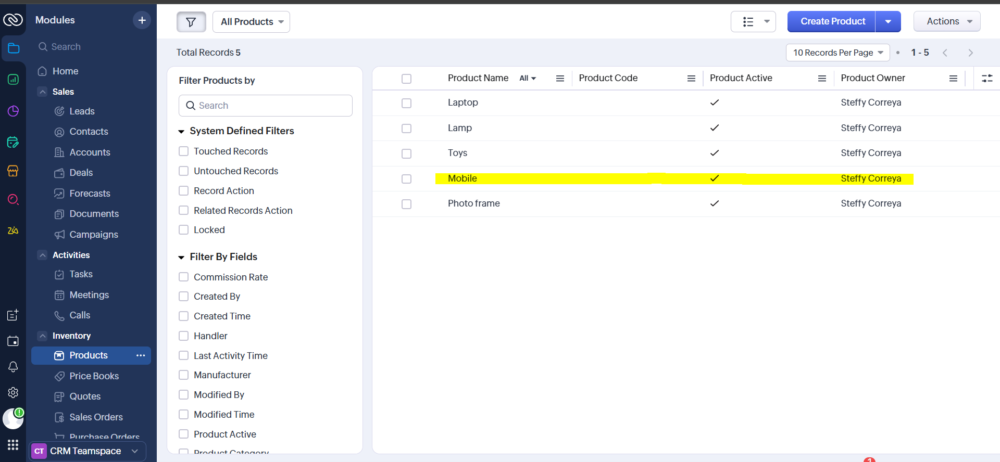 Modules
Search
Home
Sales
Leads
Contacts
Accounts
Deals
Forecasts
Documents
Campaigns
Activities
Tasks
Meetings
Calls
Inventory
Products
Price Books
Quotes
Sales Orders
Purchase Orders
CT CRM Teamspace
All Products
Create Product
Actions
Total Records 5
10 Records Per Page
1 - 5
Filter Products by
Search
System Defined Filters
Touched Records
Untouched Records
Record Action
Related Records Action
Locked
Filter By Fields
Commission Rate
Created By
Created Time
Handler
Last Activity Time
Manufacturer
Modified By
Modified Time
Product Active
Product Category
Product Name All Product Code Product Active Product Owner
Laptop Steffy Correya
Lamp Steffy Correya
Toys Steffy Correya
Mobile Steffy Correya
Photo frame Steffy Correya
1